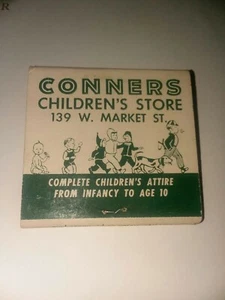 R
CONNERS
CHILDREN'S STORE
139 W. MARKET ST.
COMPLETE CHILDREN'S ATTIRE
FROM INFANCY TO AGE 10